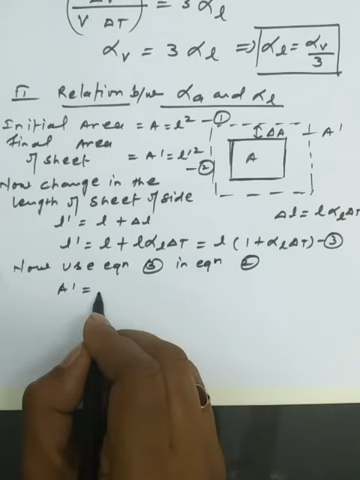 V ΔT = 3 αℓ
αv = 3 αℓ ⇒ αℓ = αv/3
II Relation b/w αa and αℓ
Initial Area = A = ℓ² - ①
Final Area of sheet = A' = ℓ'² - ②
ΔA A'
A
Now change in the
length of sheet of side
ℓ' = ℓ + Δℓ
Δℓ = ℓαℓΔT
ℓ' = ℓ + ℓαℓΔT = ℓ (1 + αℓΔT) - ③
Now use eqn ③ in eqn ②
A' =